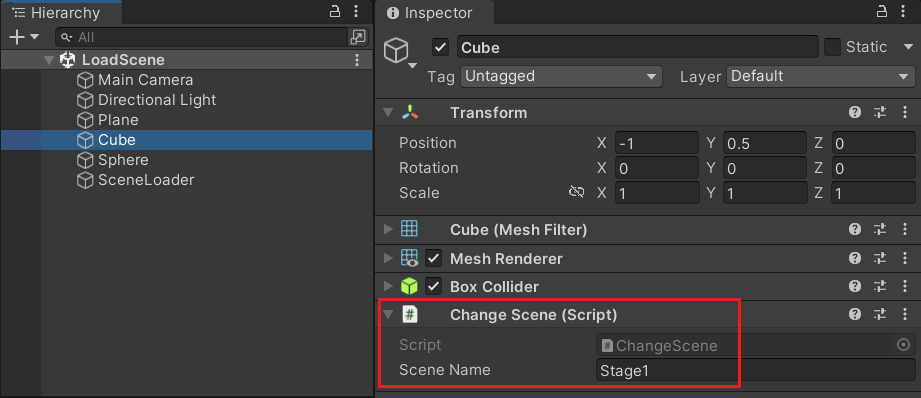 Hierarchy
All
LoadScene
Main Camera
Directional Light
Plane
Cube
Sphere
SceneLoader
Inspector
Cube
Static
Tag Untagged Layer Default
Transform
Position X -1 Y 0.5 Z 0
Rotation X 0 Y 0 Z 0
Scale X 1 Y 1 Z 1
Cube (Mesh Filter)
Mesh Renderer
Box Collider
# Change Scene (Script)
Script # ChangeScene
Scene Name Stage1